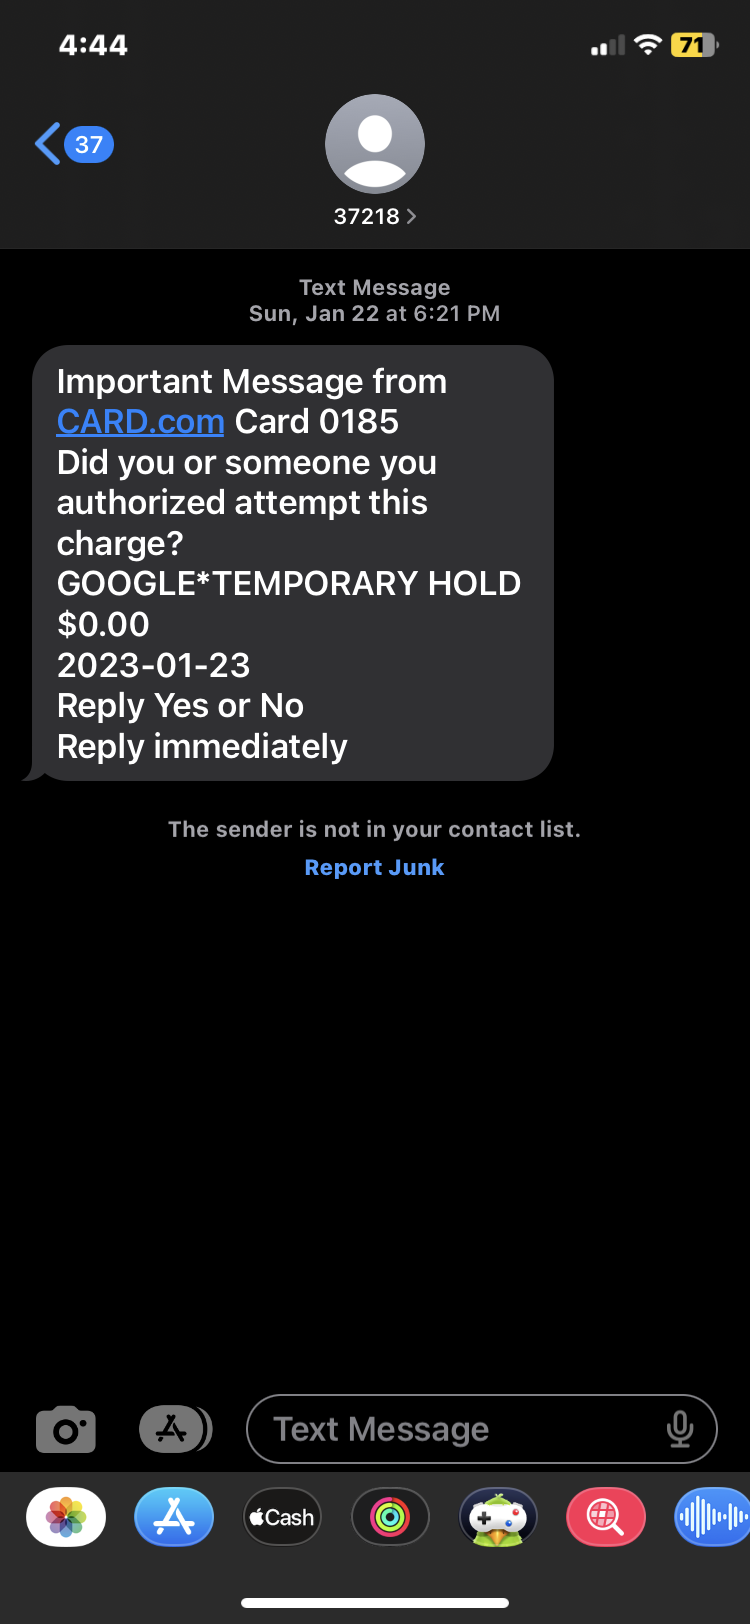 4:44
71
37
37218
Text Message
Sun, Jan 22 at 6:21 PM
Important Message from
CARD.com Card 0185
Did you or someone you
authorized attempt this
charge?
GOOGLE*TEMPORARY HOLD
$0.00
2023-01-23
Reply Yes or No
Reply immediately
The sender is not in your contact list.
Report Junk
Text Message
Cash